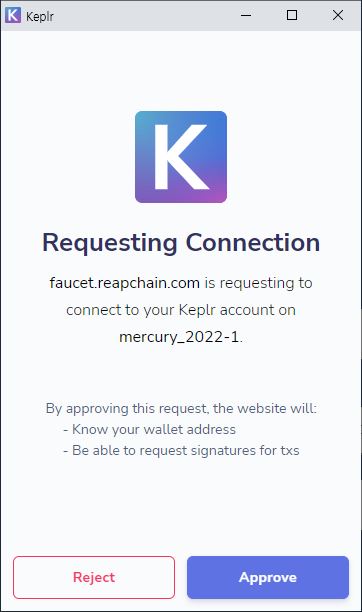 Keplr
K
Requesting Connection
faucet.reapchain.com is requesting to
connect to your Keplr account on
mercury_2022-1.
By approving this request, the website will:
- Know your wallet address
- Be able to request signatures for txs
Reject
Approve